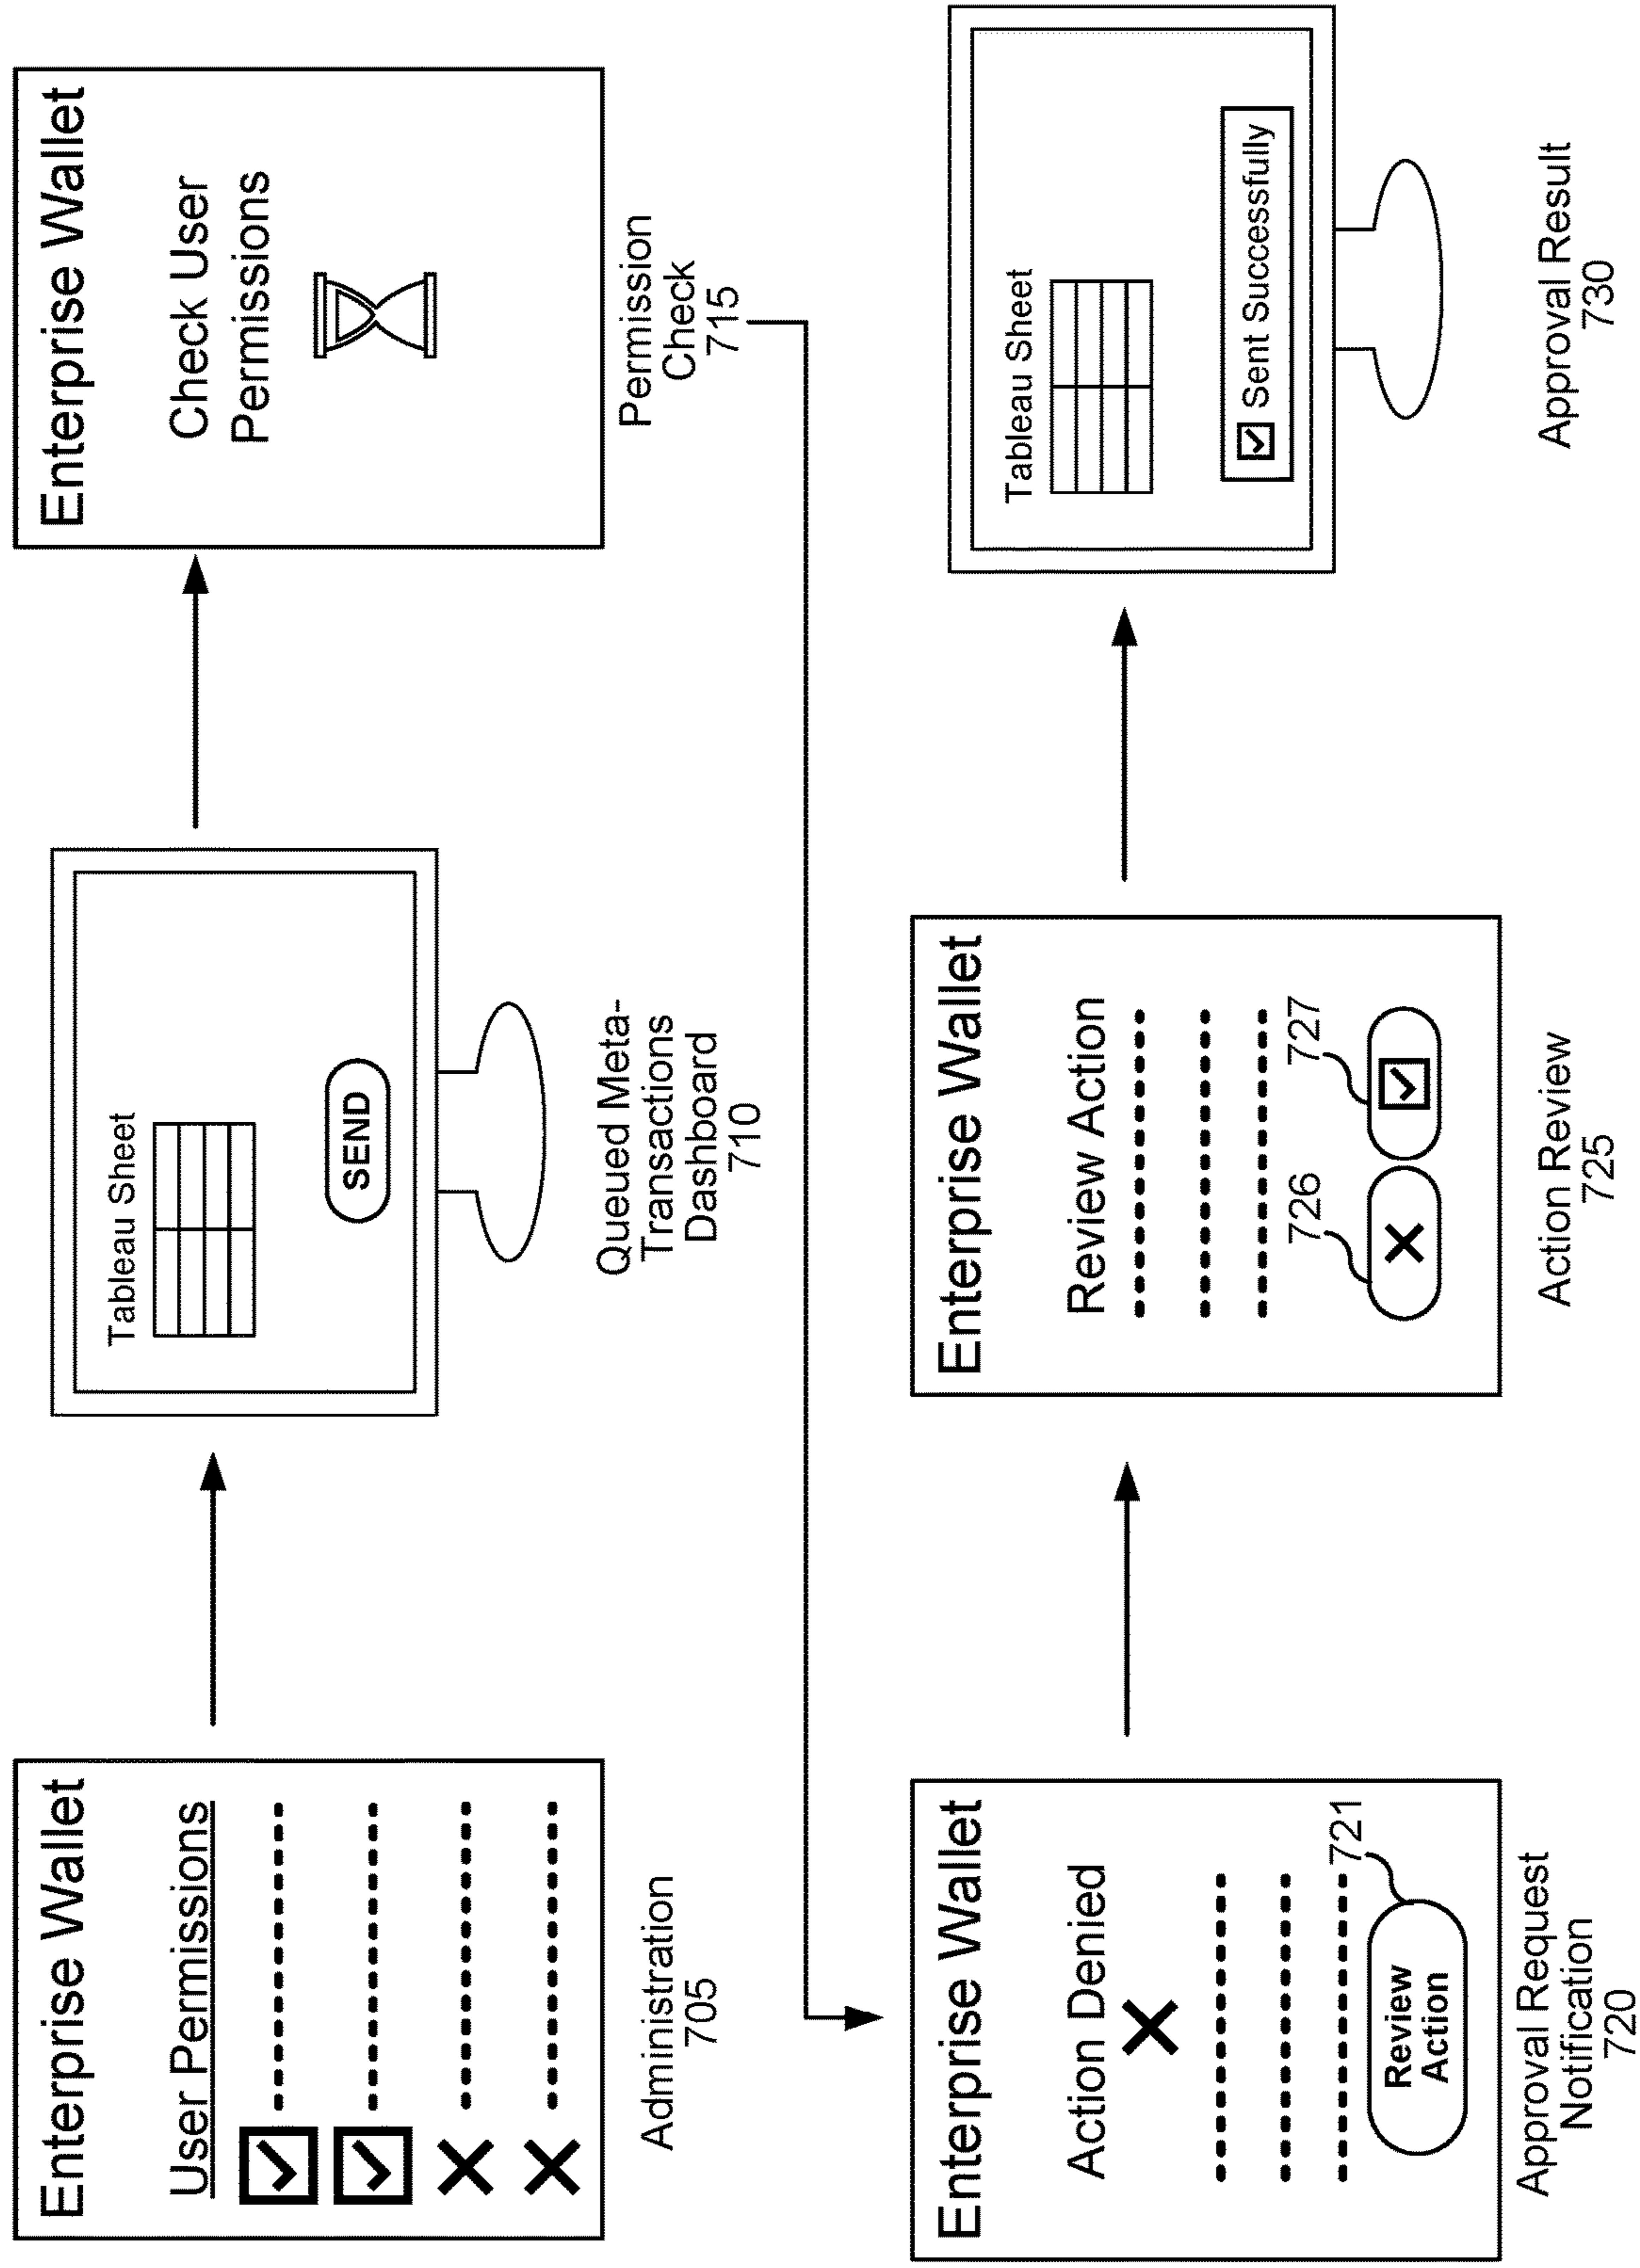 Enterprise Wallet
User Permissions
Administration
705
Tableau Sheet
SEND
Queued Meta-
Transactions
Dashboard
710
Enterprise Wallet
Check User
Permissions
Permission
Check
715
Enterprise Wallet
Action Denied
721
Review
Action
Approval Request
Notification
720
Enterprise Wallet
Review Action
726
727
Action Review
725
Tableau Sheet
Sent Successfully
Approval Result
730